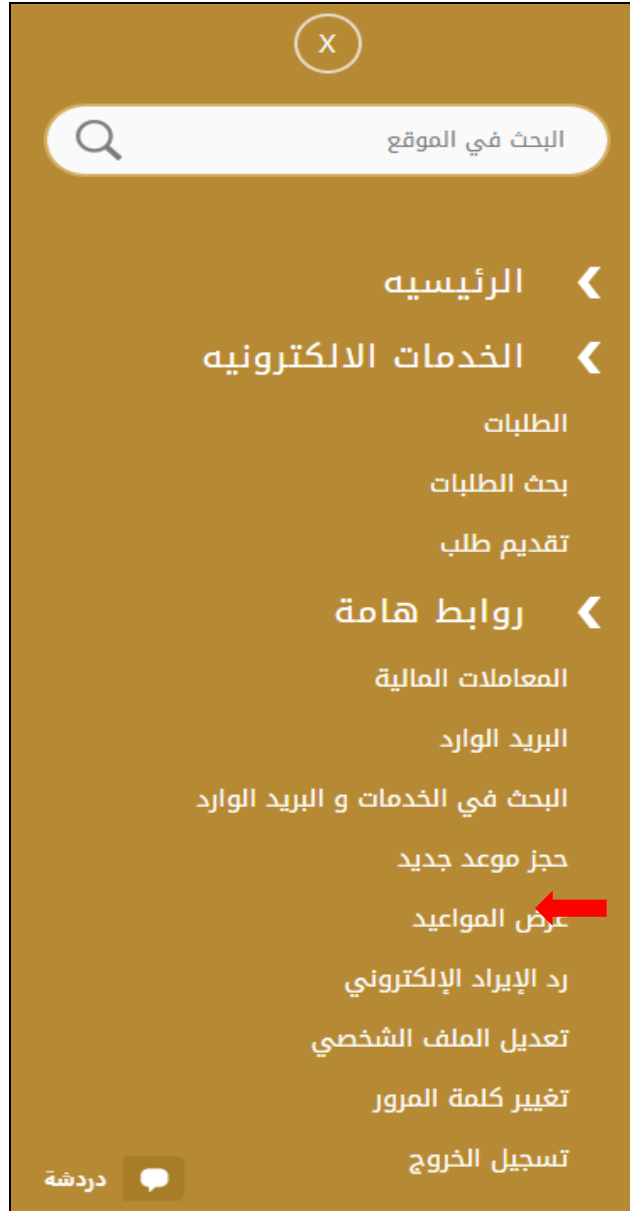 X
البحث في الموقع
الرئيسيه
الخدمات الالكترونيه
الطلبات
بحث الطلبات
تقديم طلب
روابط هامة
المعاملات المالية
البريد الوارد
البحث في الخدمات و البريد الوارد
حجز موعد جديد
عرض المواعيد
رد الإيراد الإلكتروني
تعديل الملف الشخصي
تغيير كلمة المرور
تسجيل الخروج
دردشة